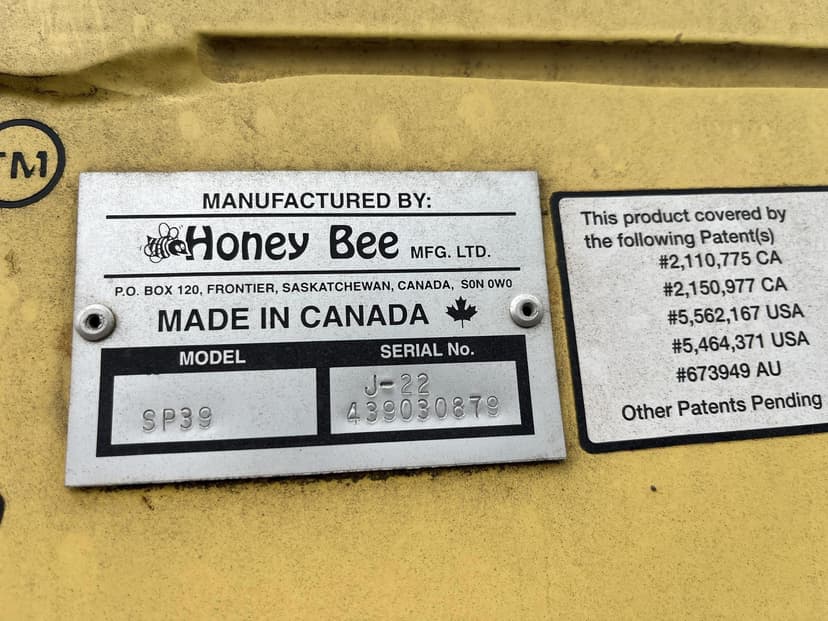 TM
MANUFACTURED BY:
Honey Bee MFG. LTD.
P.O. BOX 120, FRONTIER, SASKATCHEWAN, CANADA, S0N 0W0
MADE IN CANADA
MODEL
SERIAL No.
SP39
J-22
439030879
This product covered by
the following Patent(s)
#2,110,775 CA
#2,150,977 CA
#5,562,167 USA
#5,464,371 USA
#673949 AU
Other Patents Pending